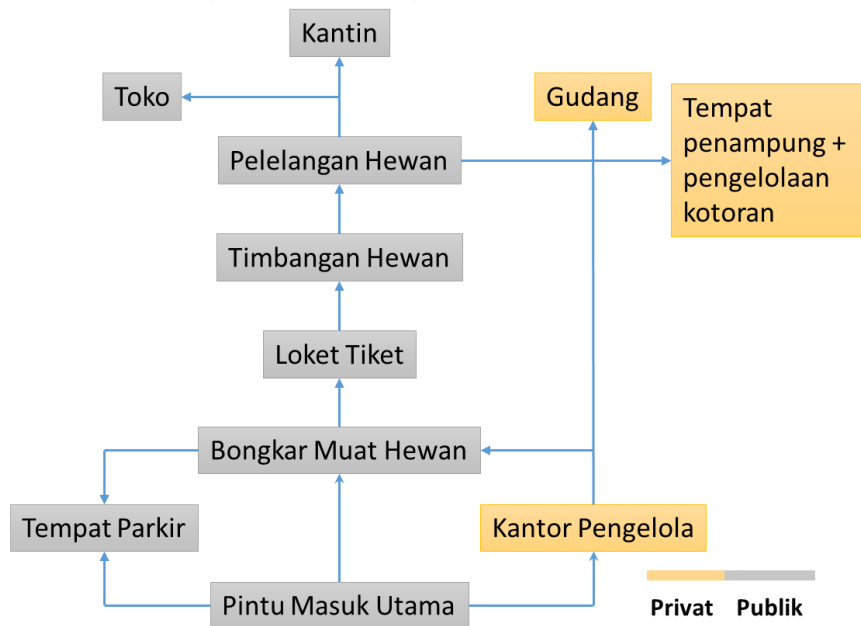 Kantin
Toko
Gudang
Tempat
penampung +
pengelolaan
kotoran
Pelelangan Hewan
Timbangan Hewan
Loket Tiket
Bongkar Muat Hewan
Tempat Parkir
Kantor Pengelola
Pintu Masuk Utama
Privat Publik